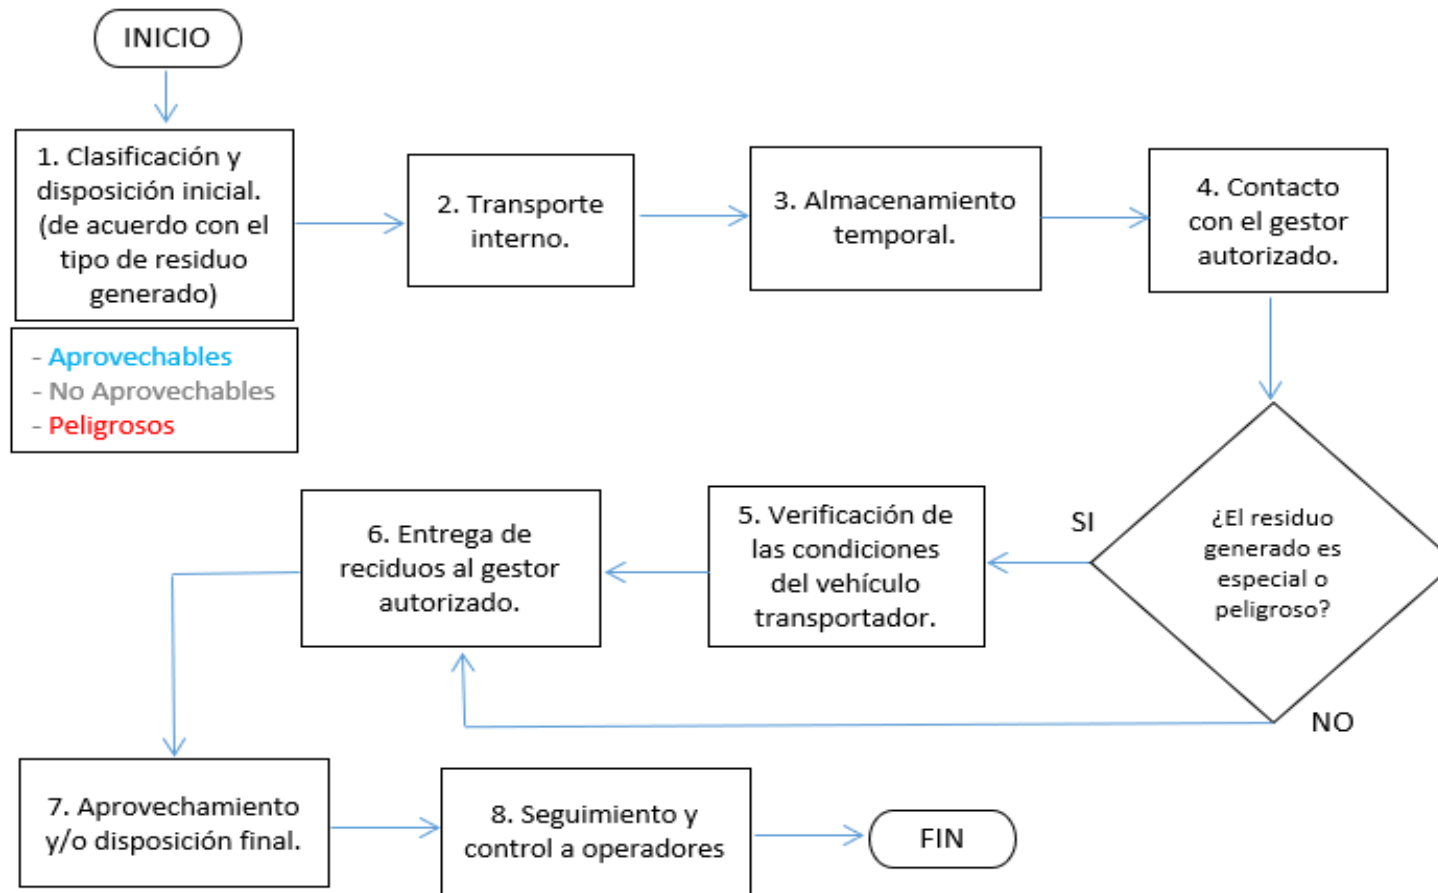 INICIO
1. Clasificación y
disposición inicial.
(de acuerdo con el
tipo de residuo
generado)
- Aprovechables
- No Aprovechables
- Peligrosos
2. Transporte
interno.
3. Almacenamiento
temporal.
4. Contacto
con el gestor
autorizado.
¿El residuo
generado es
especial o
peligroso?
SI
NO
5. Verificación de
las condiciones
del vehículo
transportador.
6. Entrega de
reciduos al gestor
autorizado.
7. Aprovechamiento
y/o disposición final.
8. Seguimiento y
control a operadores
FIN